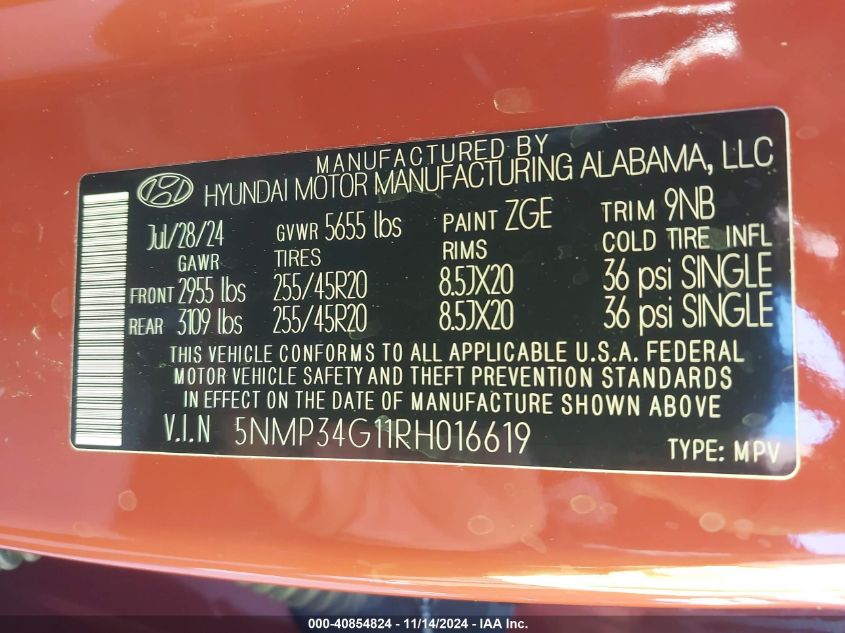 MANUFACTURED BY
HYUNDAI MOTOR MANUFACTURING ALABAMA, LLC
Jul/28/24 GVWR 5655 lbs PAINT ZGE TRIM 9NB
GAWR TIRES RIMS COLD TIRE INFL
FRONT 2955 lbs 255/45R20 8.5JX20 36 psi SINGLE
REAR 3109 lbs 255/45R20 8.5JX20 36 psi SINGLE
THIS VEHICLE CONFORMS TO ALL APPLICABLE U.S.A. FEDERAL
MOTOR VEHICLE SAFETY AND THEFT PREVENTION STANDARDS
IN EFFECT ON THE DATE OF MANUFACTURE SHOWN ABOVE.
V.I.N 5NMP34G11RH016619 TYPE: MPV
000-40854824 - 11/14/2024 - IAA Inc.